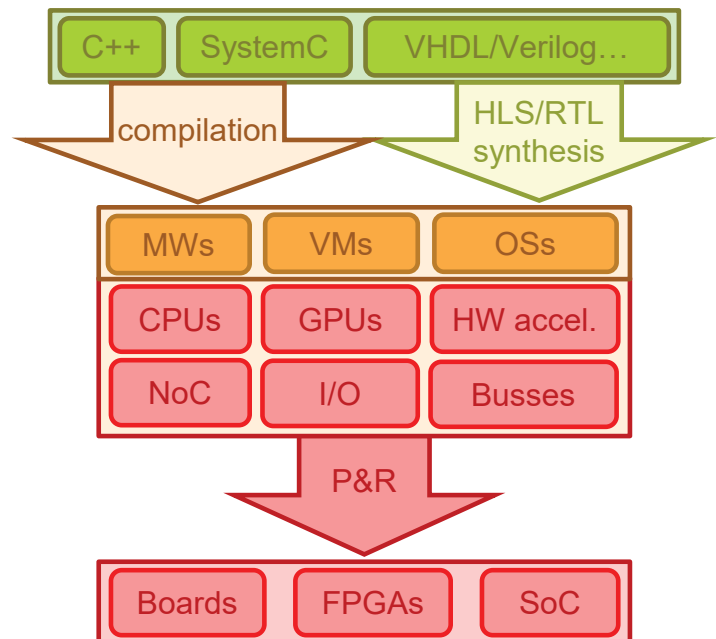 C++ SystemC VHDL/Verilog...
compilation
HLS/RTL
synthesis
MWs VMs OSs
CPUs GPUs HW accel.
NoC I/O Busses
P&R
Boards FPGAs SoC